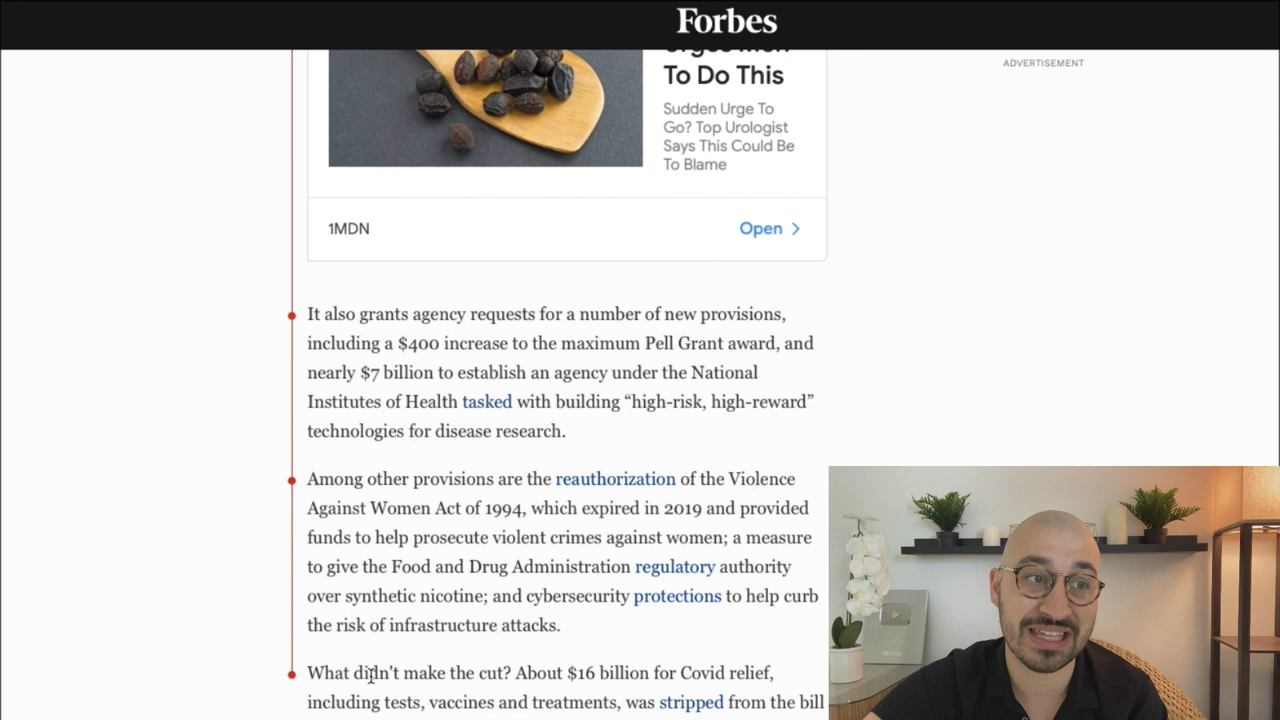 Forbes
Urges Men
To Do This
ADVERTISEMENT
Sudden Urge To
Go? Top Urologist
Says This Could Be
To Blame
1MDN
Open
It also grants agency requests for a number of new provisions,
including a $400 increase to the maximum Pell Grant award, and
nearly $7 billion to establish an agency under the National
Institutes of Health tasked with building “high-risk, high-reward”
technologies for disease research.
Among other provisions are the reauthorization of the Violence
Against Women Act of 1994, which expired in 2019 and provided
funds to help prosecute violent crimes against women; a measure
to give the Food and Drug Administration regulatory authority
over synthetic nicotine; and cybersecurity protections to help curb
the risk of infrastructure attacks.
What didn't make the cut? About $16 billion for Covid relief,
including tests, vaccines and treatments, was stripped from the bill